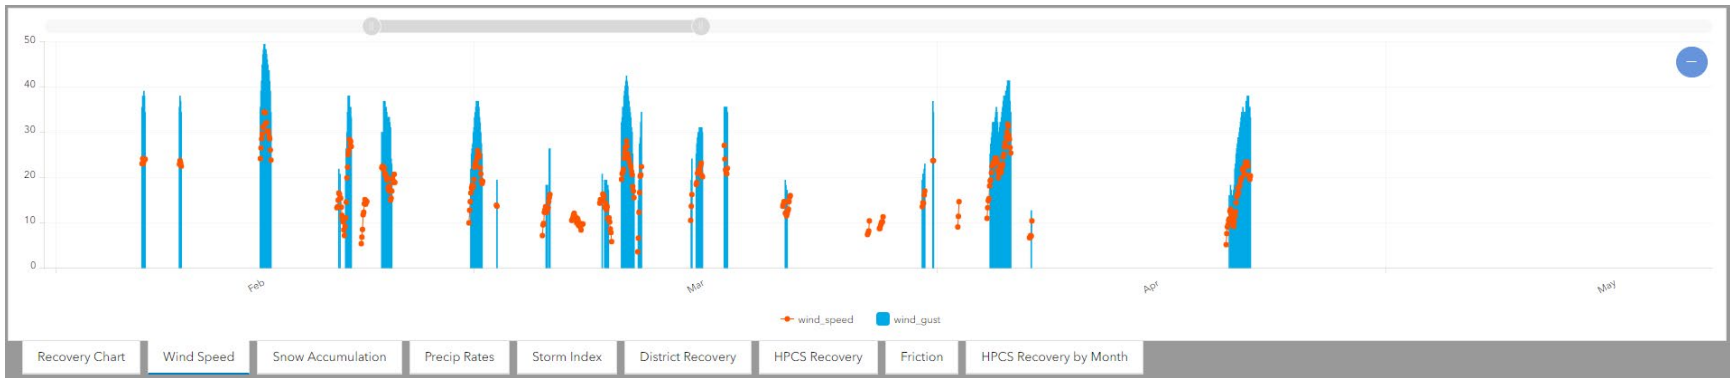 50
40
30
20
10
0
Feb
Mar
Apr
May
wind_speed wind_gust
Recovery Chart Wind Speed Snow Accumulation Precip Rates Storm Index District Recovery HPCS Recovery Friction HPCS Recovery by Month